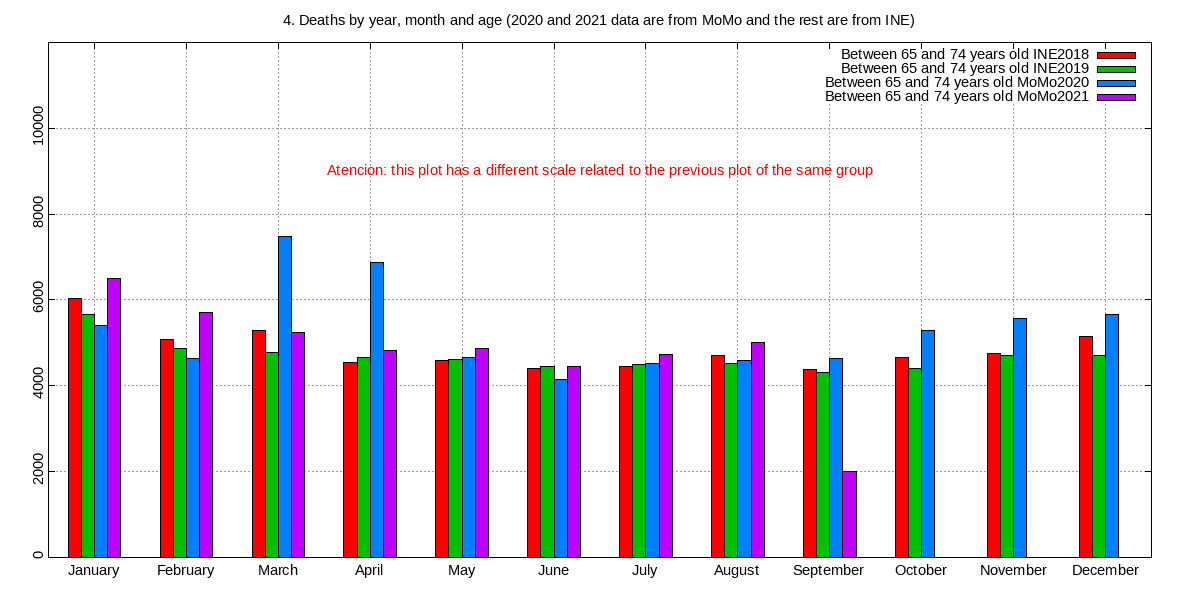 4. Deaths by year, month and age (2020 and 2021 data are from MoMo and the rest are from INE)
Between 65 and 74 years old INE2018
Between 65 and 74 years old INE2019
Between 65 and 74 years old MoMo2020
Between 65 and 74 years old MoMo2021
Atencion: this plot has a different scale related to the previous plot of the same group
10000
8000
6000
4000
2000
0
January February March April May June July August September October November December